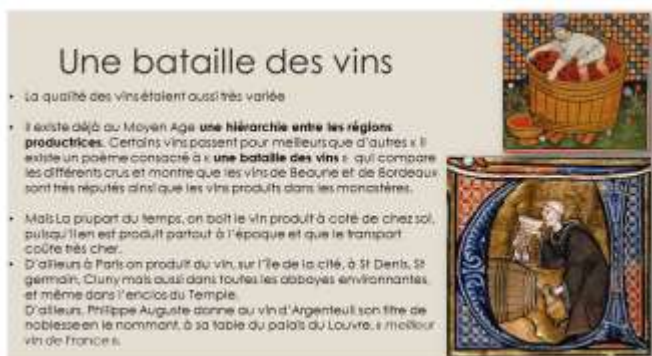 Une bataille des vins
• La qualité des vins étaient aussi très variée
• Il existe déjà au Moyen Age une hiérarchie entre les régions
productrices. Certains vins passent pour meilleurs que d'autres « il
existe un poème consacré à « une bataille des vins » qui compare
les différents crus et montre que les vins de Beaune et de Bordeaux
sont très réputés ainsi que les vins produits dans les monastères.
• Mais La plupart du temps, on boit le vin produit à coté de chez soi,
puisqu'il en est produit partout à l'époque et que le transport
coûte très cher.
• D'ailleurs à Paris on produit du vin, sur l'île de la cité, à St Denis, St
germain, Cluny mais aussi dans toutes les abbayes environnantes,
et même dans l'enclos du Temple.
D'ailleurs, Philippe Auguste donne au vin d'Argenteuil son titre de
noblesse en le nommant, à sa table du palais du Louvre, « meilleur
vin de France ».